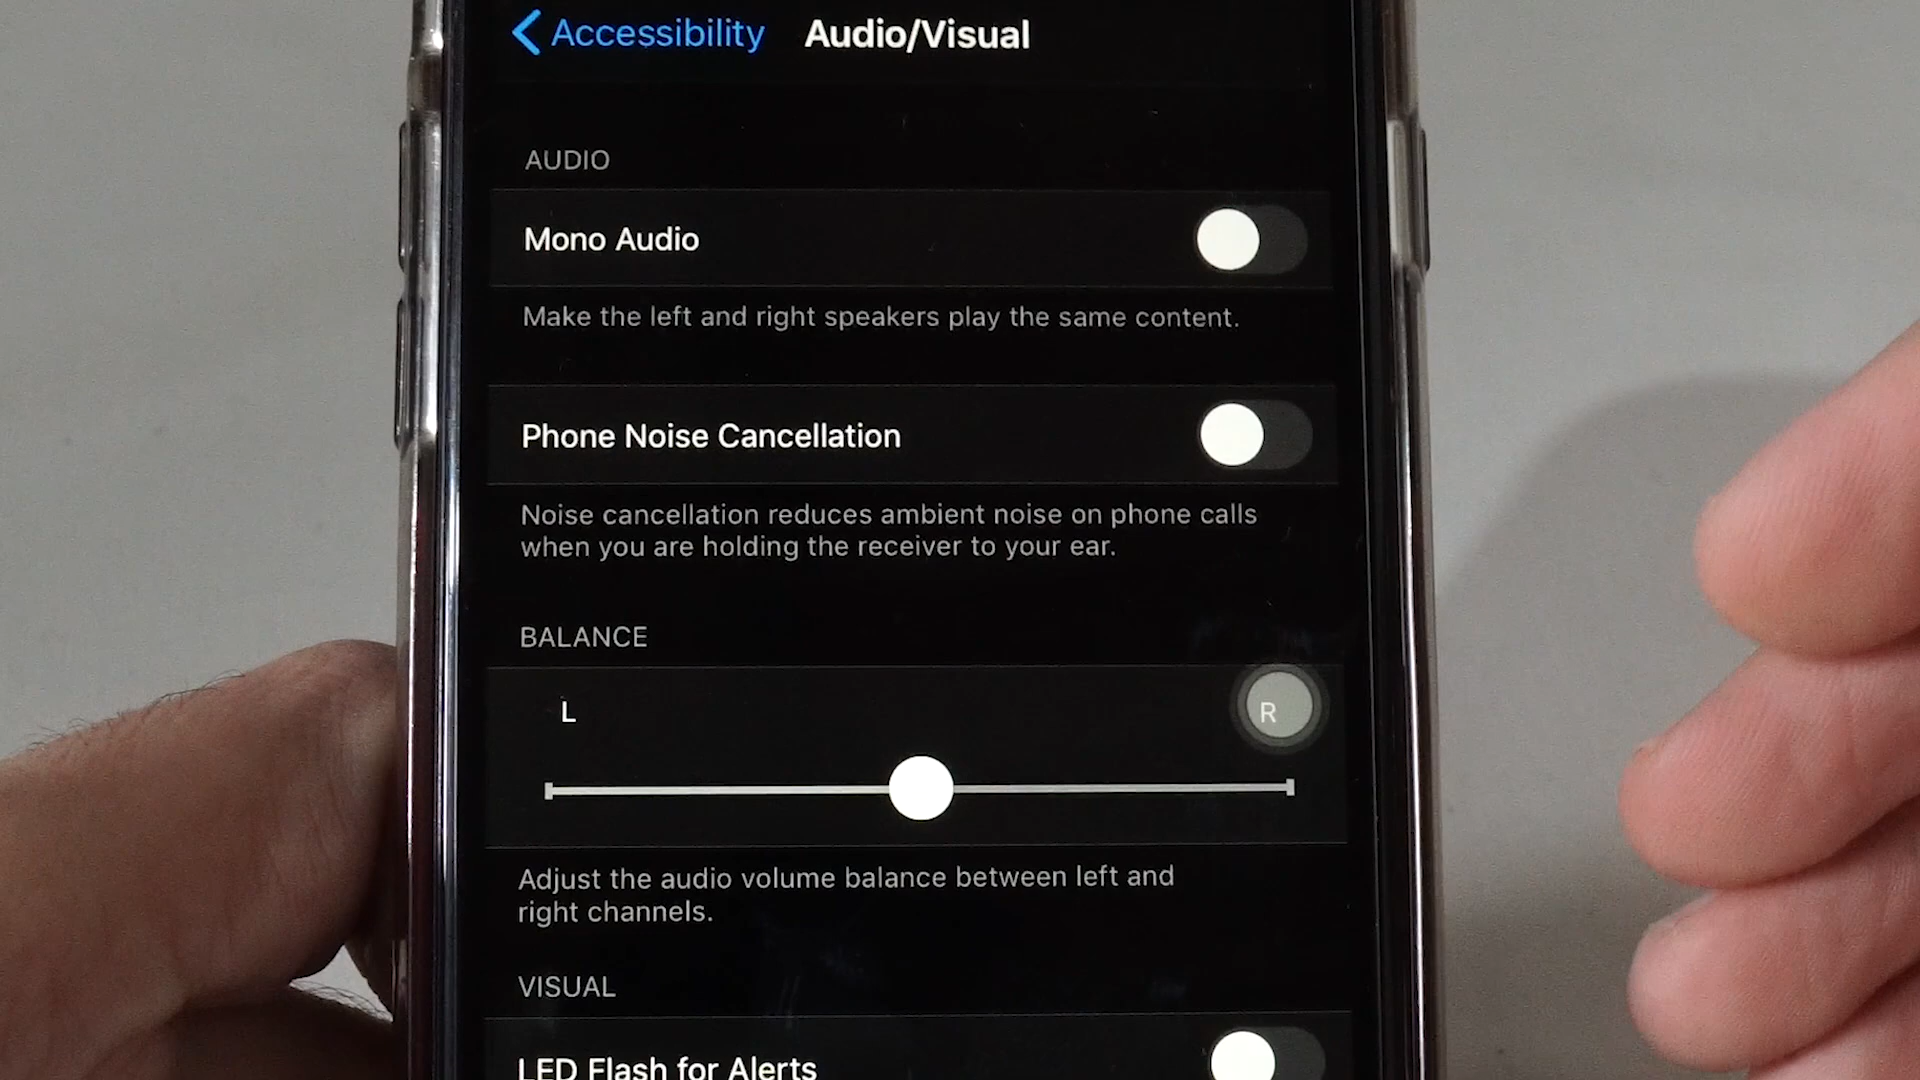 Accessibility Audio/Visual
AUDIO
Mono Audio
Make the left and right speakers play the same content.
Phone Noise Cancellation
Noise cancellation reduces ambient noise on phone calls
when you are holding the receiver to your ear.
BALANCE
L R
Adjust the audio volume balance between left and
right channels.
VISUAL
LED Flash for Alerts